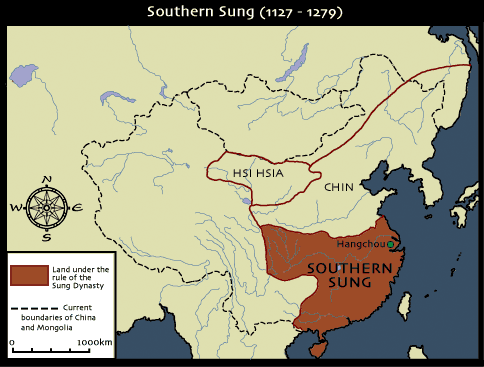 Southern Sung (1127 - 1279)
HSI HSIA
CHIN
N
W
E
S
Hangchou
SOUTHERN
SUNG
Land under the
rule of the
Sung Dynasty
Current
boundaries of China
and Mongolia
0
1000km